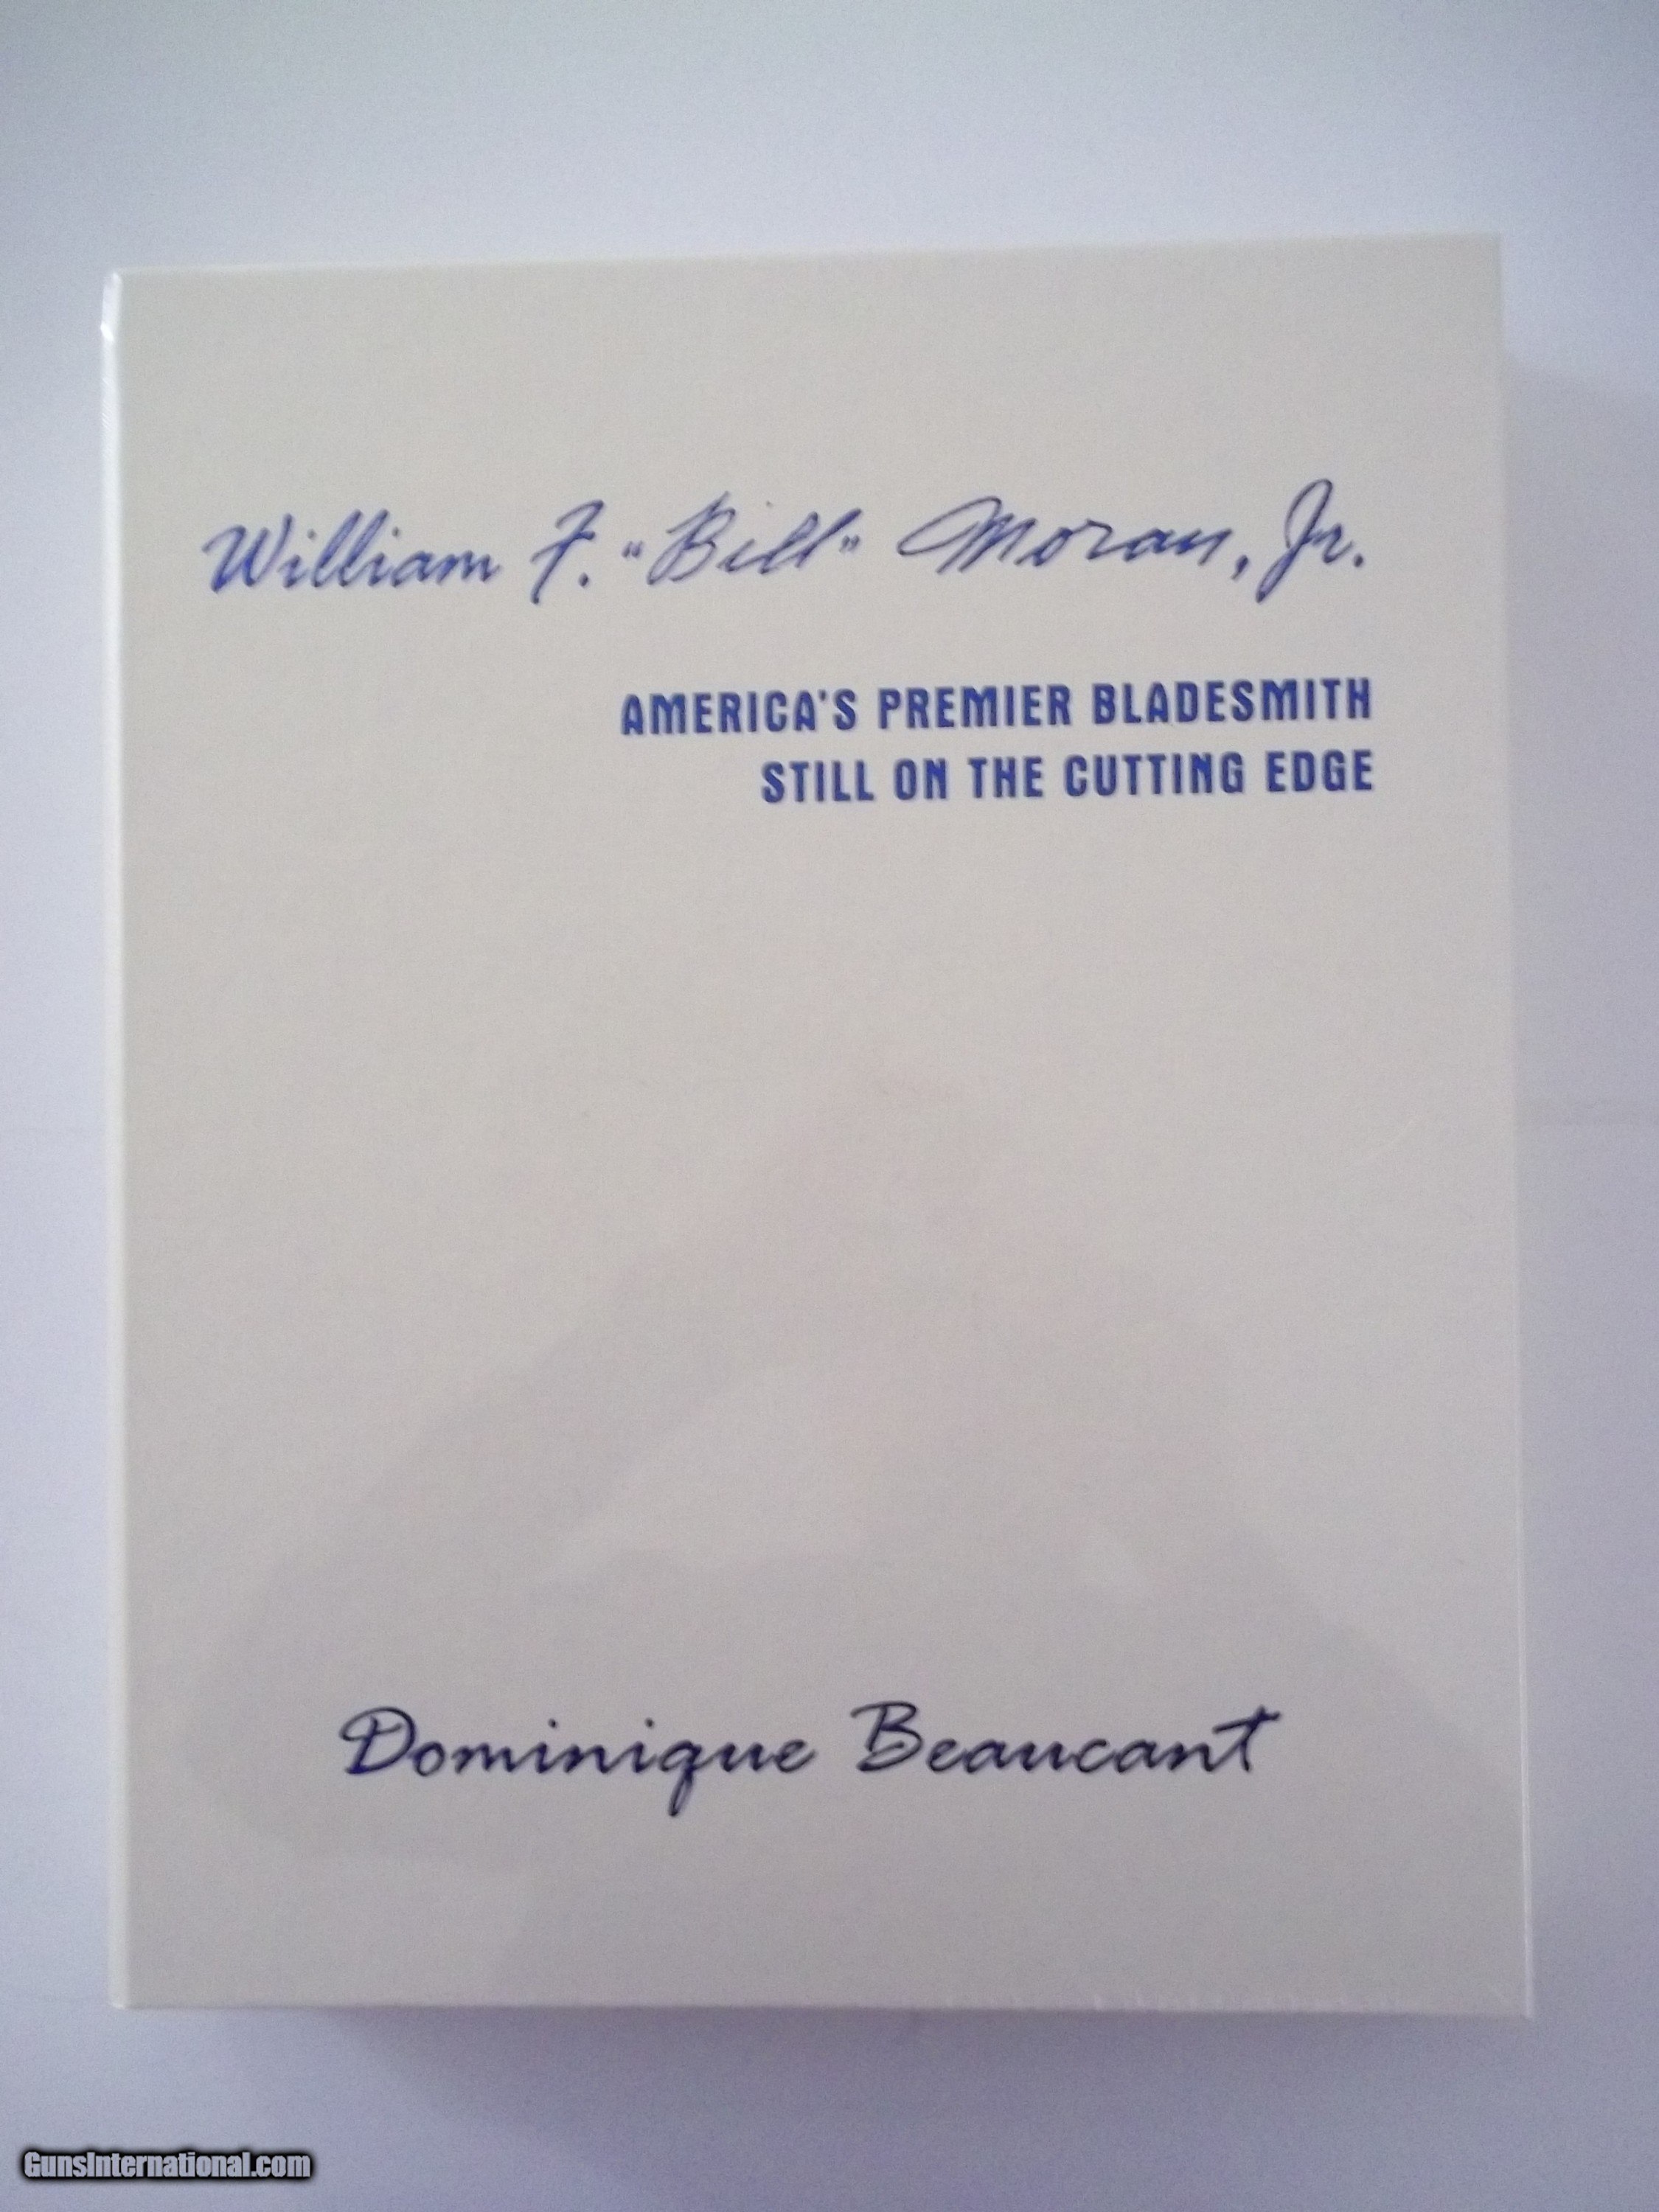 William F. "Bill" Moran, Jr.
AMERICA'S PREMIER BLADESMITH
STILL ON THE CUTTING EDGE
Dominique Beaucant
GunsInternational.com